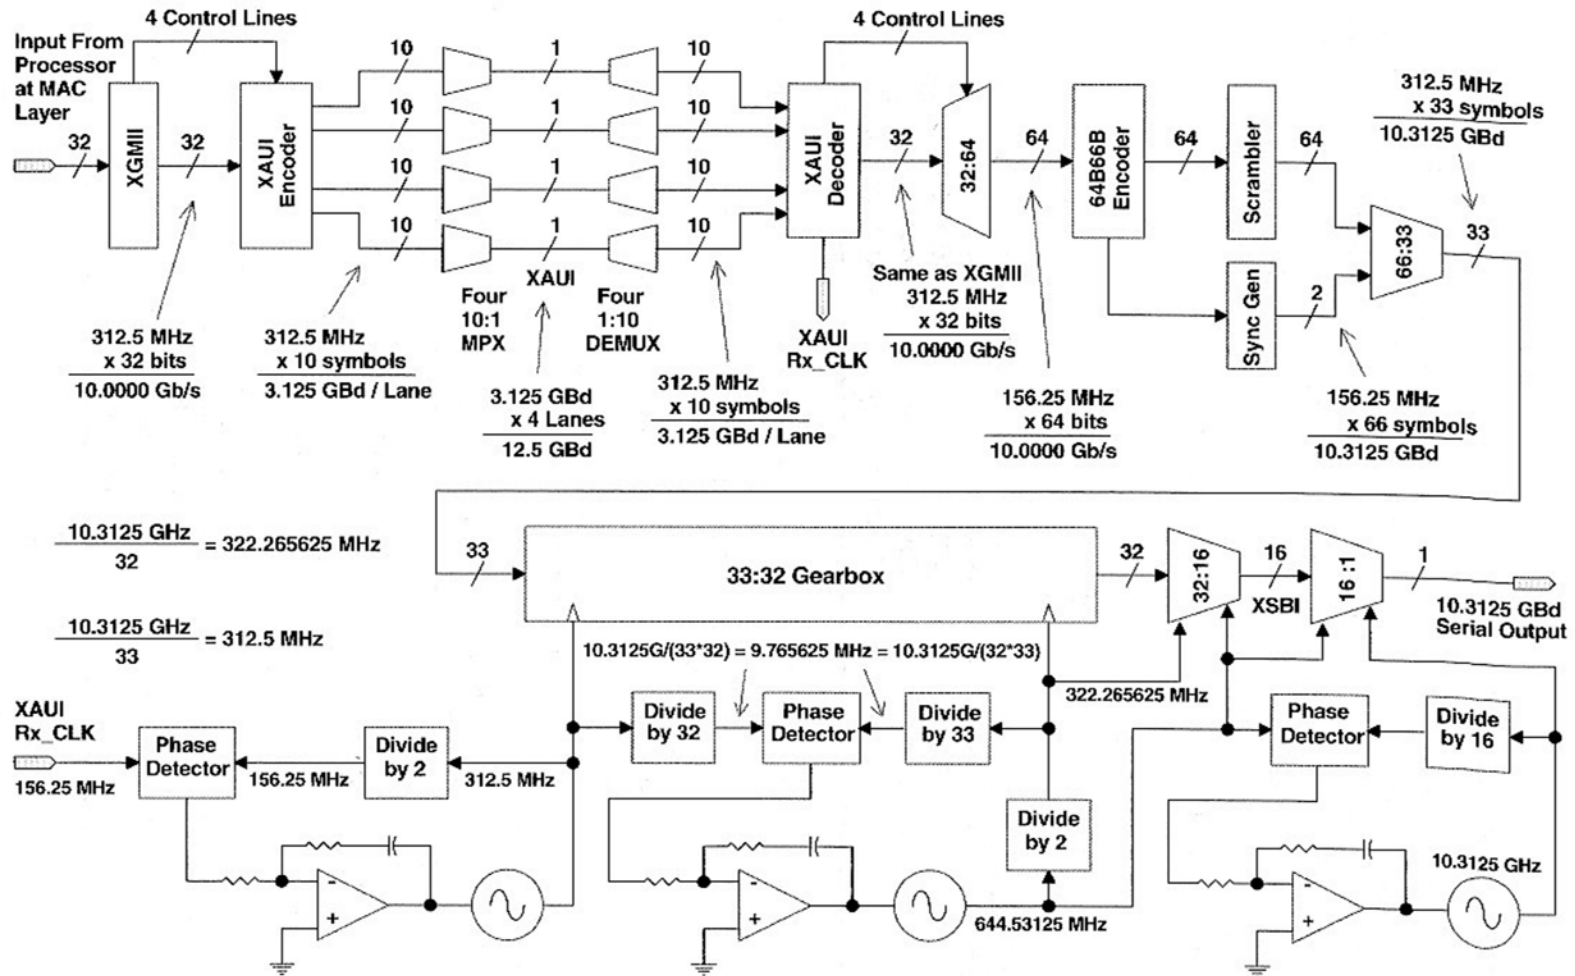 4 Control Lines
Input From
Processor
at MAC
Layer
32
XGMII
32
XAUI
Encoder
10
1
10
10
1
10
10
1
10
10
1
10
XAUI
Four
10:1
MPX
Four
1:10
DEMUX
312.5 MHz
x 32 bits
10.0000 Gb/s
312.5 MHz
x 10 symbols
3.125 GBd / Lane
3.125 GBd
x 4 Lanes
12.5 GBd
312.5 MHz
x 10 symbols
3.125 GBd / Lane
4 Control Lines
XAUI
Decoder
XAUI
Rx_CLK
32
32:64
Same as XGMII
312.5 MHz
x 32 bits
10.0000 Gb/s
64
64B66B
Encoder
156.25 MHz
x 64 bits
10.0000 Gb/s
64
Scrambler
64
Sync Gen
2
66:33
156.25 MHz
x 66 symbols
10.3125 GBd
312.5 MHz
x 33 symbols
10.3125 GBd
33
10.3125 GHz
32
= 322.265625 MHz
10.3125 GHz
33
= 312.5 MHz
33
33:32 Gearbox
32
32:16
16
XSBI
16 :1
1
10.3125 GBd
Serial Output
10.3125G/(33*32) = 9.765625 MHz = 10.3125G/(32*33)
322.265625 MHz
XAUI
Rx_CLK
156.25 MHz
Phase
Detector
156.25 MHz
Divide
by 2
312.5 MHz
Divide
by 32
Phase
Detector
Divide
by 33
Divide
by 2
Phase
Detector
Divide
by 16
-
+
-
+
644.53125 MHz
-
+
10.3125 GHz